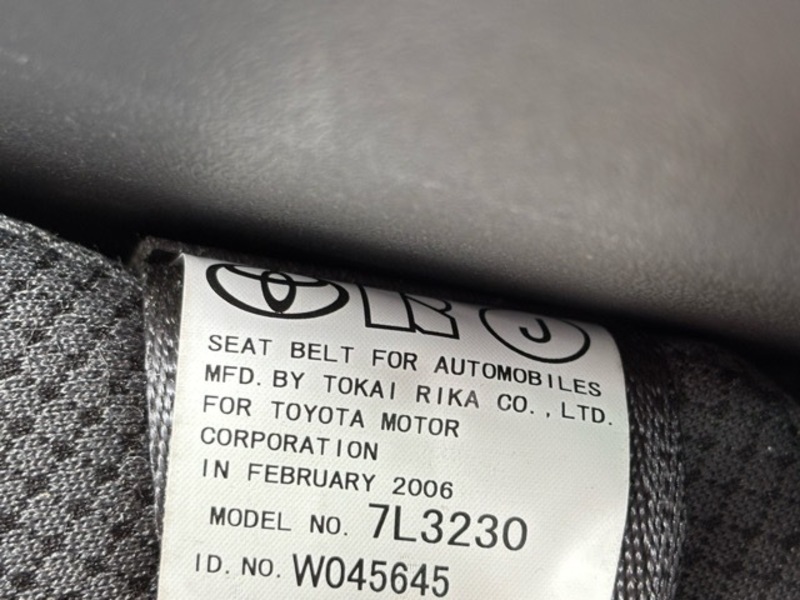 J
SEAT BELT FOR AUTOMOBILES
MFD. BY TOKAI RIKA CO., LTD.
FOR TOYOTA MOTOR
CORPORATION
IN FEBRUARY 2006
MODEL NO. 7L3230
ID. NO. W045645